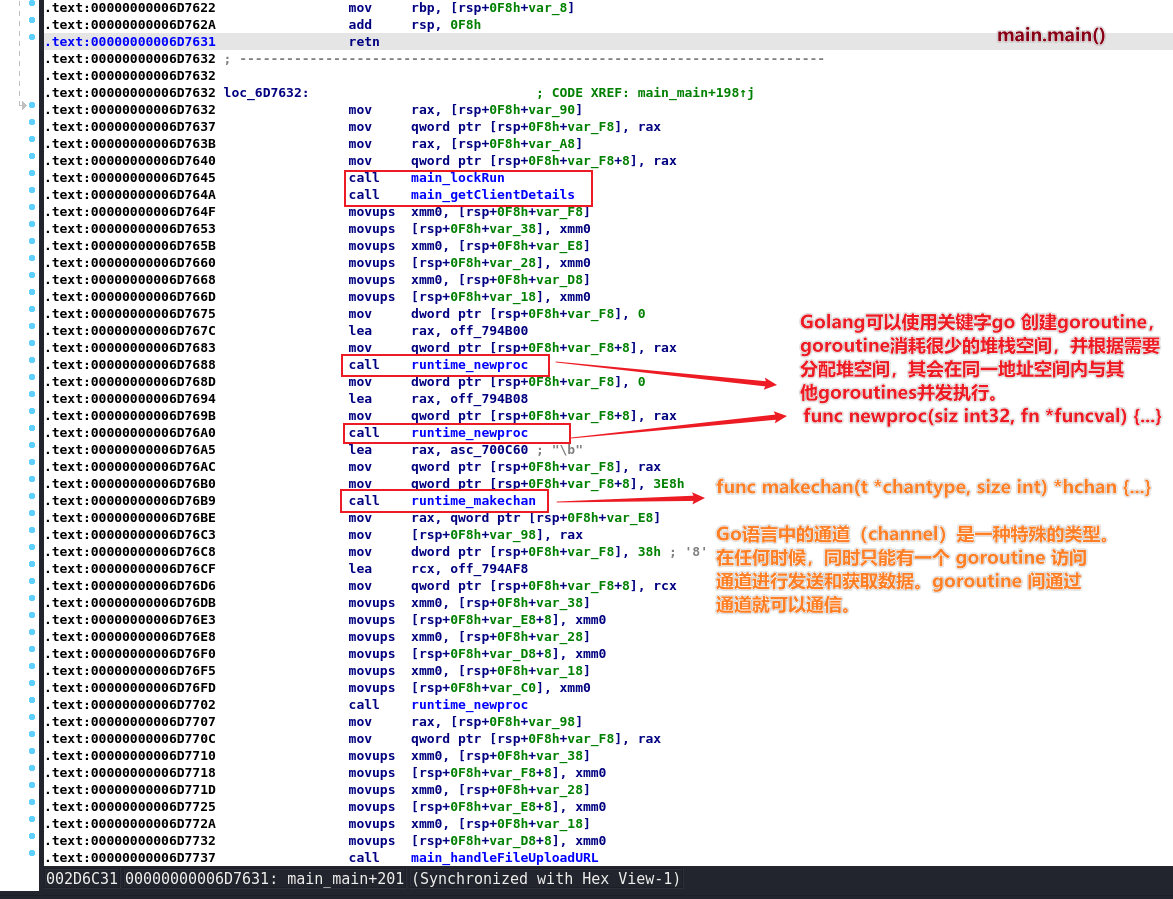 .text:00000000006D7622 mov rbp, [rsp+0F8h+var_8]
.text:00000000006D762A add rsp, 0F8h
.text:00000000006D7631 retn
main.main()
.text:00000000006D7632 ; ---------------------------------------------------------------------------
.text:00000000006D7632
.text:00000000006D7632 loc_6D7632: ; CODE XREF: main_main+198↑j
.text:00000000006D7632 mov rax, [rsp+0F8h+var_90]
.text:00000000006D7637 mov qword ptr [rsp+0F8h+var_F8], rax
.text:00000000006D763B mov rax, [rsp+0F8h+var_A8]
.text:00000000006D7640 mov qword ptr [rsp+0F8h+var_F8+8], rax
.text:00000000006D7645 call main_lockRun
.text:00000000006D764A call main_getClientDetails
.text:00000000006D764F movups xmm0, [rsp+0F8h+var_F8]
.text:00000000006D7653 movups [rsp+0F8h+var_38], xmm0
.text:00000000006D765B movups xmm0, [rsp+0F8h+var_E8]
.text:00000000006D7660 movups [rsp+0F8h+var_28], xmm0
.text:00000000006D7668 movups xmm0, [rsp+0F8h+var_D8]
.text:00000000006D766D movups [rsp+0F8h+var_18], xmm0
.text:00000000006D7675 mov dword ptr [rsp+0F8h+var_F8], 0
.text:00000000006D767C lea rax, off_794B00
.text:00000000006D7683 mov qword ptr [rsp+0F8h+var_F8+8], rax
.text:00000000006D7688 call runtime_newproc
.text:00000000006D768D mov dword ptr [rsp+0F8h+var_F8], 0
.text:00000000006D7694 lea rax, off_794B08
.text:00000000006D769B mov qword ptr [rsp+0F8h+var_F8+8], rax
.text:00000000006D76A0 call runtime_newproc
Golang可以使用关键字go 创建goroutine，
goroutine消耗很少的堆栈空间，并根据需要
分配堆空间，其会在同一地址空间内与其
他goroutines并发执行。
func newproc(siz int32, fn *funcval) {...}
.text:00000000006D76A5 lea rax, asc_700C60 ; "\b"
.text:00000000006D76AC mov qword ptr [rsp+0F8h+var_F8], rax
.text:00000000006D76B0 mov qword ptr [rsp+0F8h+var_F8+8], 3E8h
.text:00000000006D76B9 call runtime_makechan
func makechan(t *chantype, size int) *hchan {...}
.text:00000000006D76BE mov rax, qword ptr [rsp+0F8h+var_E8]
.text:00000000006D76C3 mov [rsp+0F8h+var_98], rax
.text:00000000006D76C8 mov dword ptr [rsp+0F8h+var_F8], 38h ; '8'
.text:00000000006D76CF lea rcx, off_794AF8
.text:00000000006D76D6 mov qword ptr [rsp+0F8h+var_F8+8], rcx
.text:00000000006D76DB movups xmm0, [rsp+0F8h+var_38]
Go语言中的通道（channel）是一种特殊的类型。
在任何时候，同时只能有一个 goroutine 访问
通道进行发送和获取数据。goroutine 间通过
通道就可以通信。
.text:00000000006D76E3 movups [rsp+0F8h+var_E8+8], xmm0
.text:00000000006D76E8 movups xmm0, [rsp+0F8h+var_28]
.text:00000000006D76F0 movups [rsp+0F8h+var_D8+8], xmm0
.text:00000000006D76F5 movups xmm0, [rsp+0F8h+var_18]
.text:00000000006D76FD movups [rsp+0F8h+var_C0], xmm0
.text:00000000006D7702 call runtime_newproc
.text:00000000006D7707 mov rax, [rsp+0F8h+var_98]
.text:00000000006D770C mov qword ptr [rsp+0F8h+var_F8], rax
.text:00000000006D7710 movups xmm0, [rsp+0F8h+var_38]
.text:00000000006D7718 movups [rsp+0F8h+var_F8+8], xmm0
.text:00000000006D771D movups xmm0, [rsp+0F8h+var_28]
.text:00000000006D7725 movups [rsp+0F8h+var_E8+8], xmm0
.text:00000000006D772A movups xmm0, [rsp+0F8h+var_18]
.text:00000000006D7732 movups [rsp+0F8h+var_D8+8], xmm0
.text:00000000006D7737 call main_handleFileUploadURL
002D6C31 00000000006D7631: main_main+201 (Synchronized with Hex View-1)